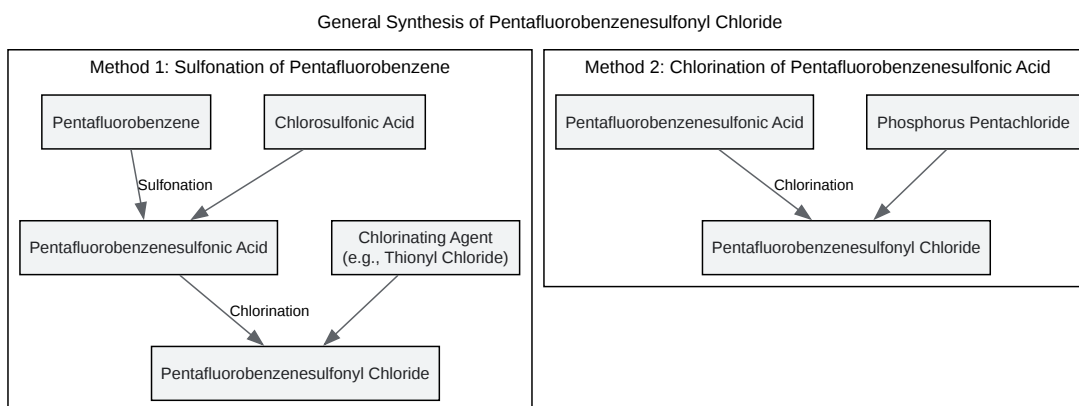 General Synthesis of Pentafluorobenzenesulfonyl Chloride
Method 1: Sulfonation of Pentafluorobenzene
Pentafluorobenzene
Chlorosulfonic Acid
Sulfonation
Pentafluorobenzenesulfonic Acid
Chlorinating Agent
(e.g., Thionyl Chloride)
Chlorination
Pentafluorobenzenesulfonyl Chloride
Method 2: Chlorination of Pentafluorobenzenesulfonic Acid
Pentafluorobenzenesulfonic Acid
Phosphorus Pentachloride
Chlorination
Pentafluorobenzenesulfonyl Chloride